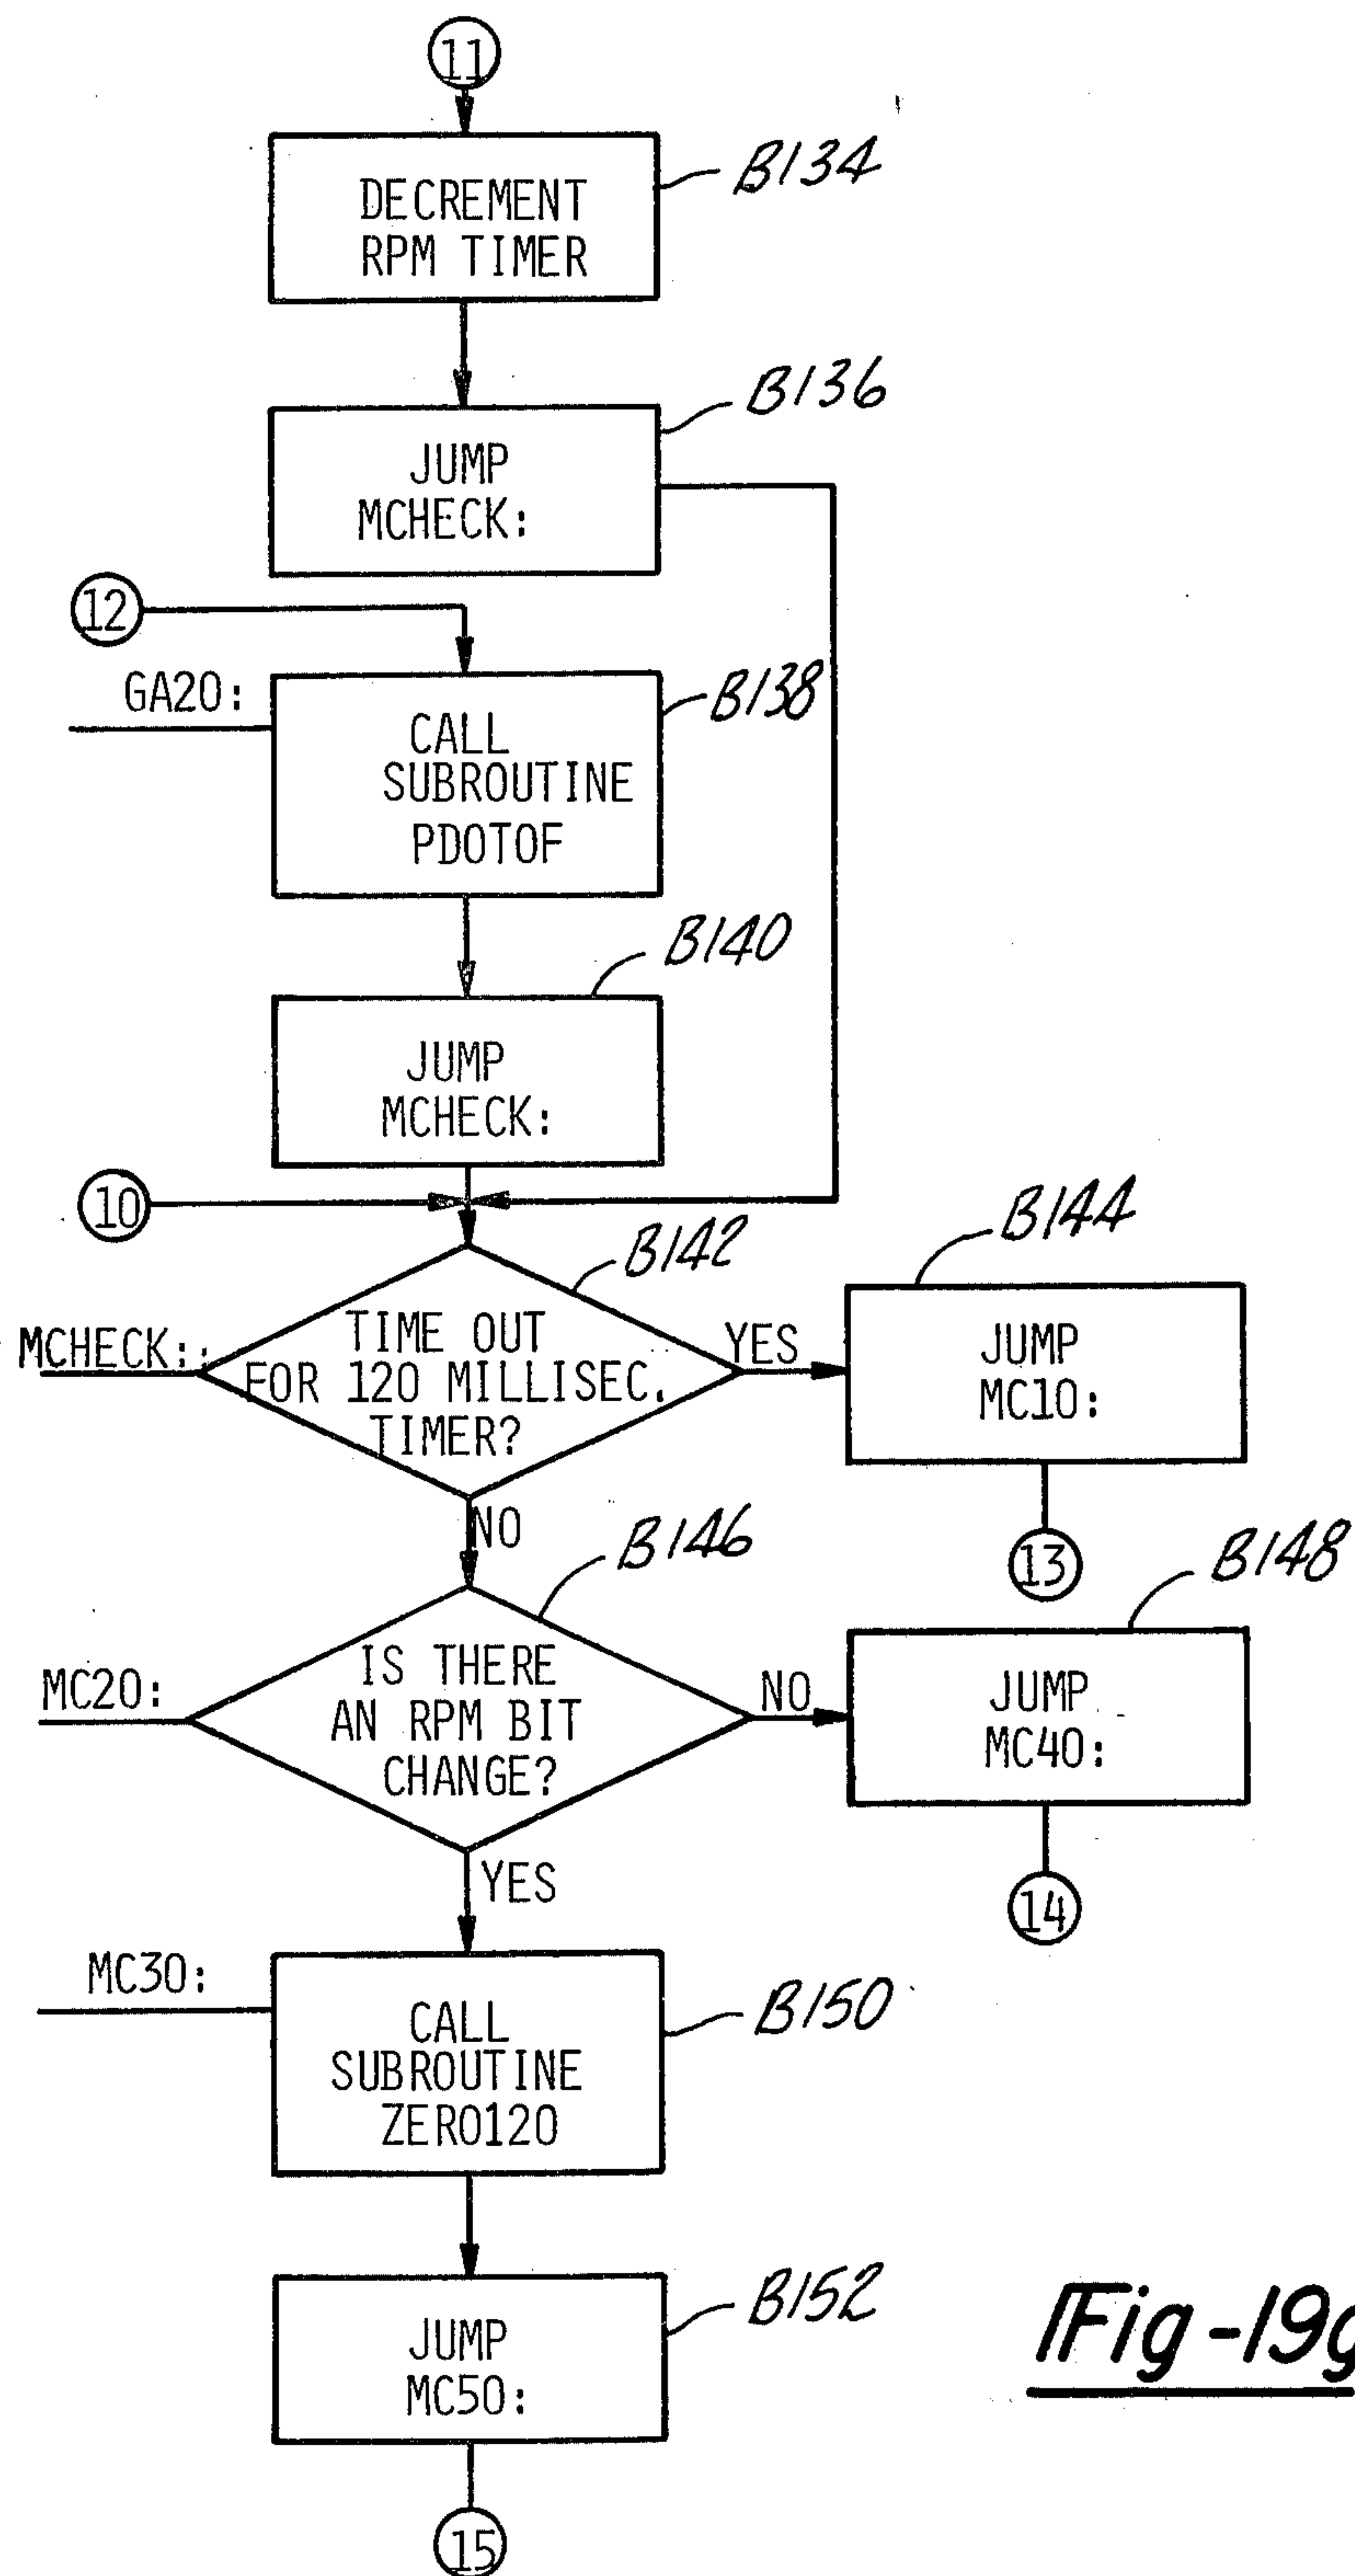 11
B134
DECREMENT
RPM TIMER
B136
JUMP
MCHECK:
12
GA20:
B138
CALL
SUBROUTINE
PDOTOF
B140
JUMP
MCHECK:
10
B142
MCHECK:
TIME OUT
FOR 120 MILLISEC.
TIMER?
YES
B144
JUMP
MC10:
13
NO
B146
MC20:
IS THERE
AN RPM BIT
CHANGE?
NO
B148
JUMP
MC40:
14
YES
MC30:
B150
CALL
SUBROUTINE
ZERO120
B152
JUMP
MC50:
15
Fig-19g